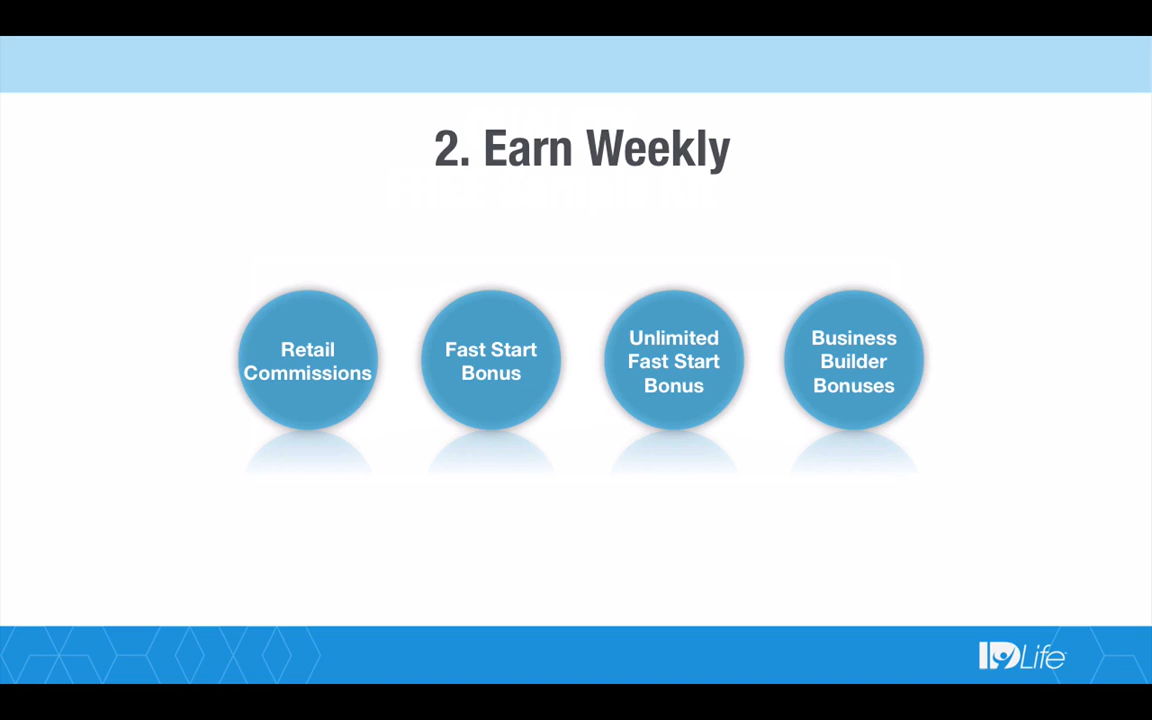 2. Earn Weekly
Retail
Commissions
Fast Start
Bonus
Unlimited
Fast Start
Bonus
Business
Builder
Bonuses
IDLife